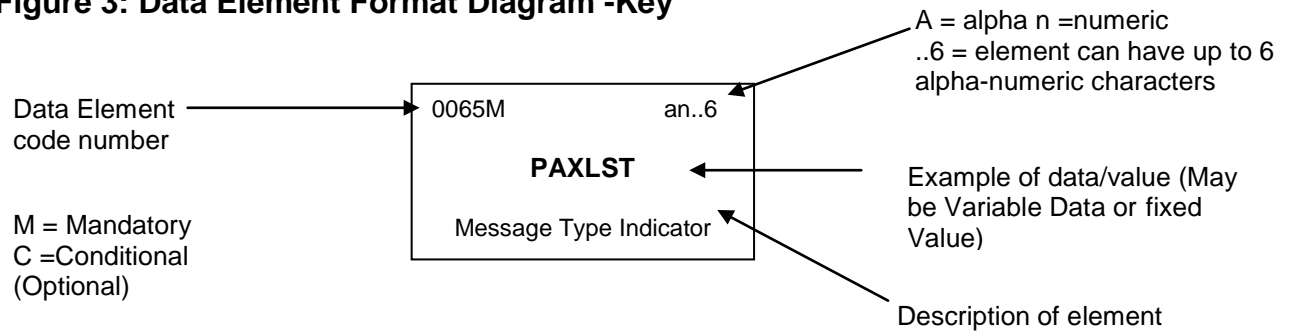 Figure 3: Data Element Format Diagram -Key
A = alpha n =numeric
..6 = element can have up to 6
alpha-numeric characters
Data Element
code number
0065M an..6
PAXLST
Message Type Indicator
Example of data/value (May
be Variable Data or fixed
Value)
M = Mandatory
C =Conditional
(Optional)
Description of element